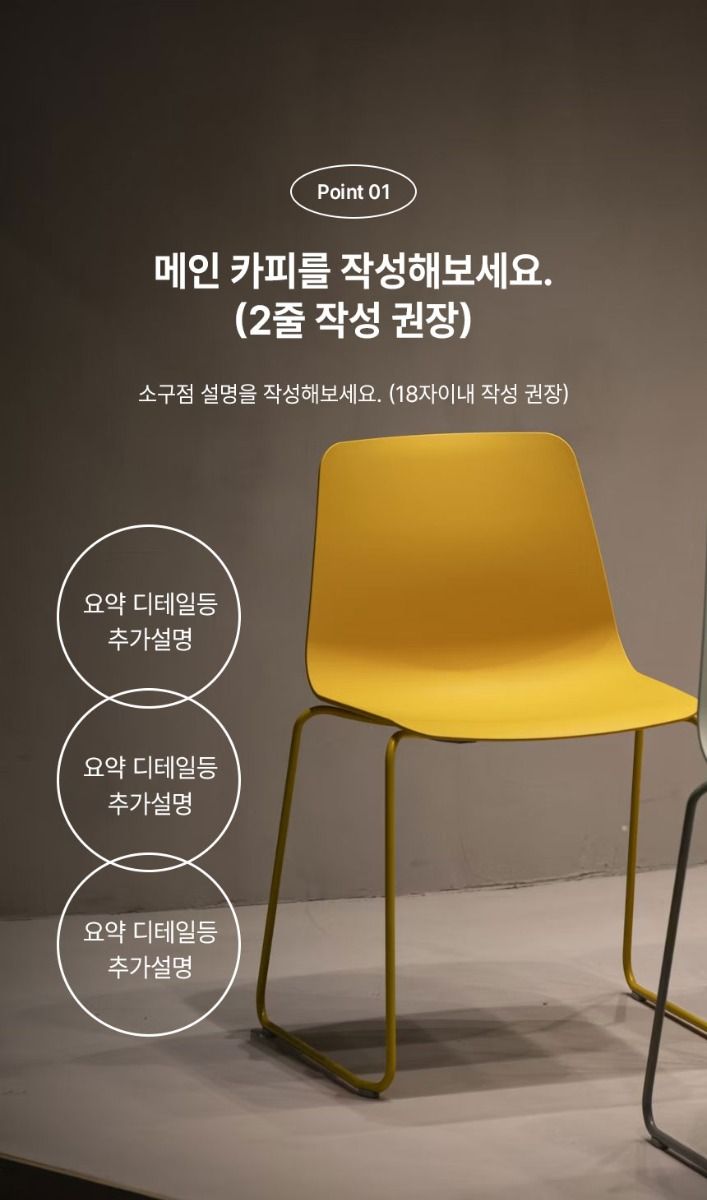 Point 01
메인 카피를 작성해보세요.
(2줄 작성 권장)
소구점 설명을 작성해보세요. (18자이내 작성 권장)
요약 디테일등
추가설명
요약 디테일등
추가설명
요약 디테일등
추가설명